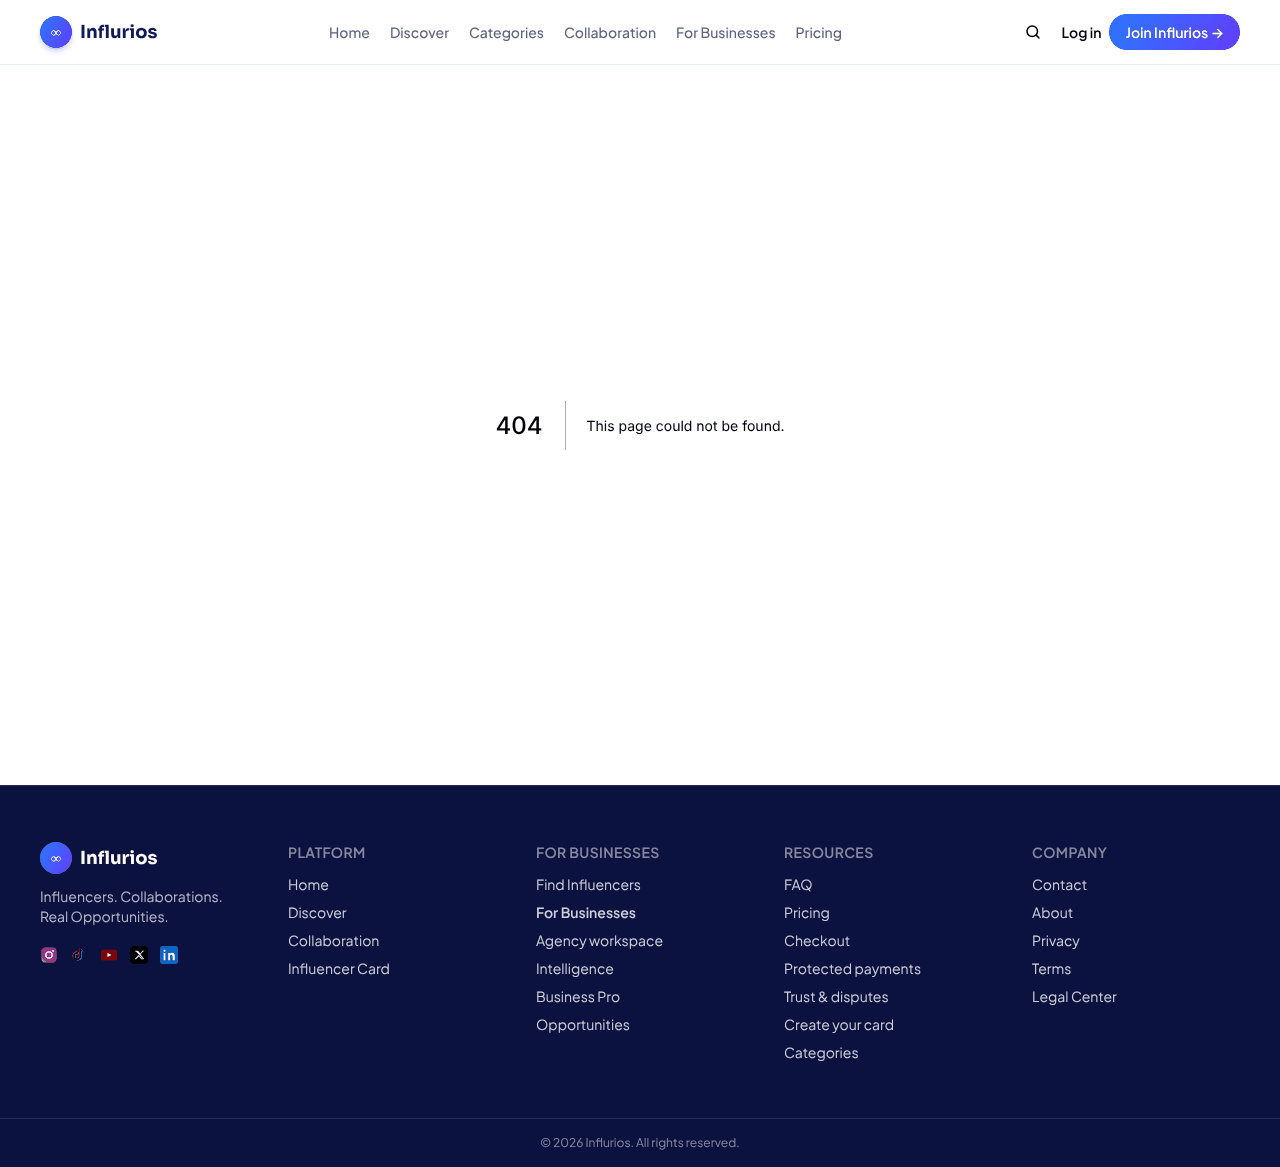 ∞ Influrios
Home Discover Categories Collaboration For Businesses Pricing
Log in Join Influrios →
404
This page could not be found.
∞ Influrios
Influencers. Collaborations.
Real Opportunities.
PLATFORM
Home
Discover
Collaboration
Influencer Card
FOR BUSINESSES
Find Influencers
For Businesses
Agency workspace
Intelligence
Business Pro
Opportunities
RESOURCES
FAQ
Pricing
Checkout
Protected payments
Trust & disputes
Create your card
Categories
COMPANY
Contact
About
Privacy
Terms
Legal Center
© 2026 Influrios. All rights reserved.